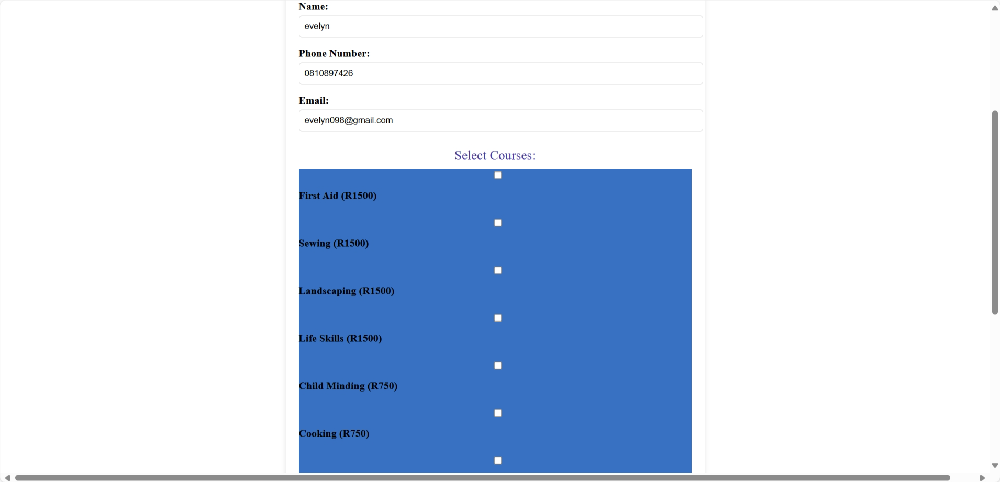 Name:
evelyn
Phone Number:
0810897426
Email:
evelyn098@gmail.com
Select Courses:
First Aid (R1500)
Sewing (R1500)
Landscaping (R1500)
Life Skills (R1500)
Child Minding (R750)
Cooking (R750)